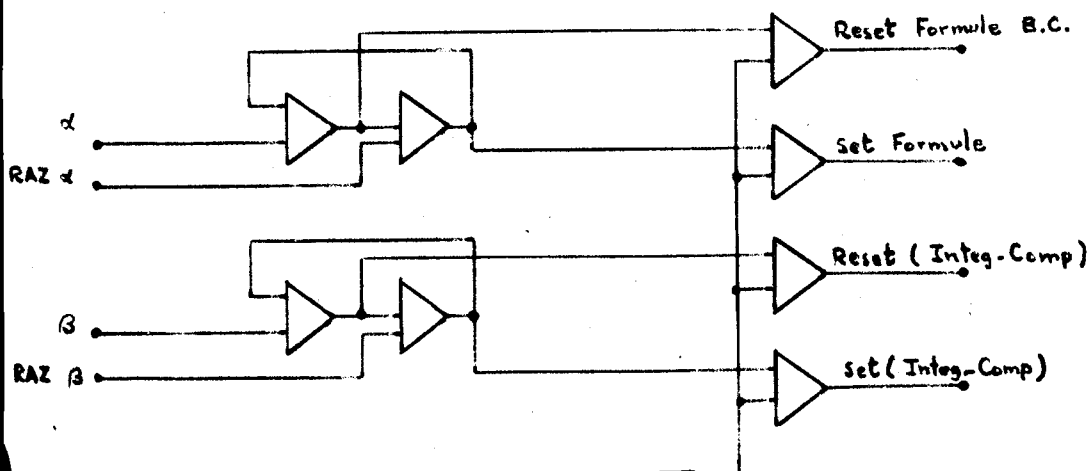 Reset Formule B.C.
α
RAZ α
Set Formule
Reset ( Integ-Comp)
β
RAZ β
Set ( Integ-Comp)